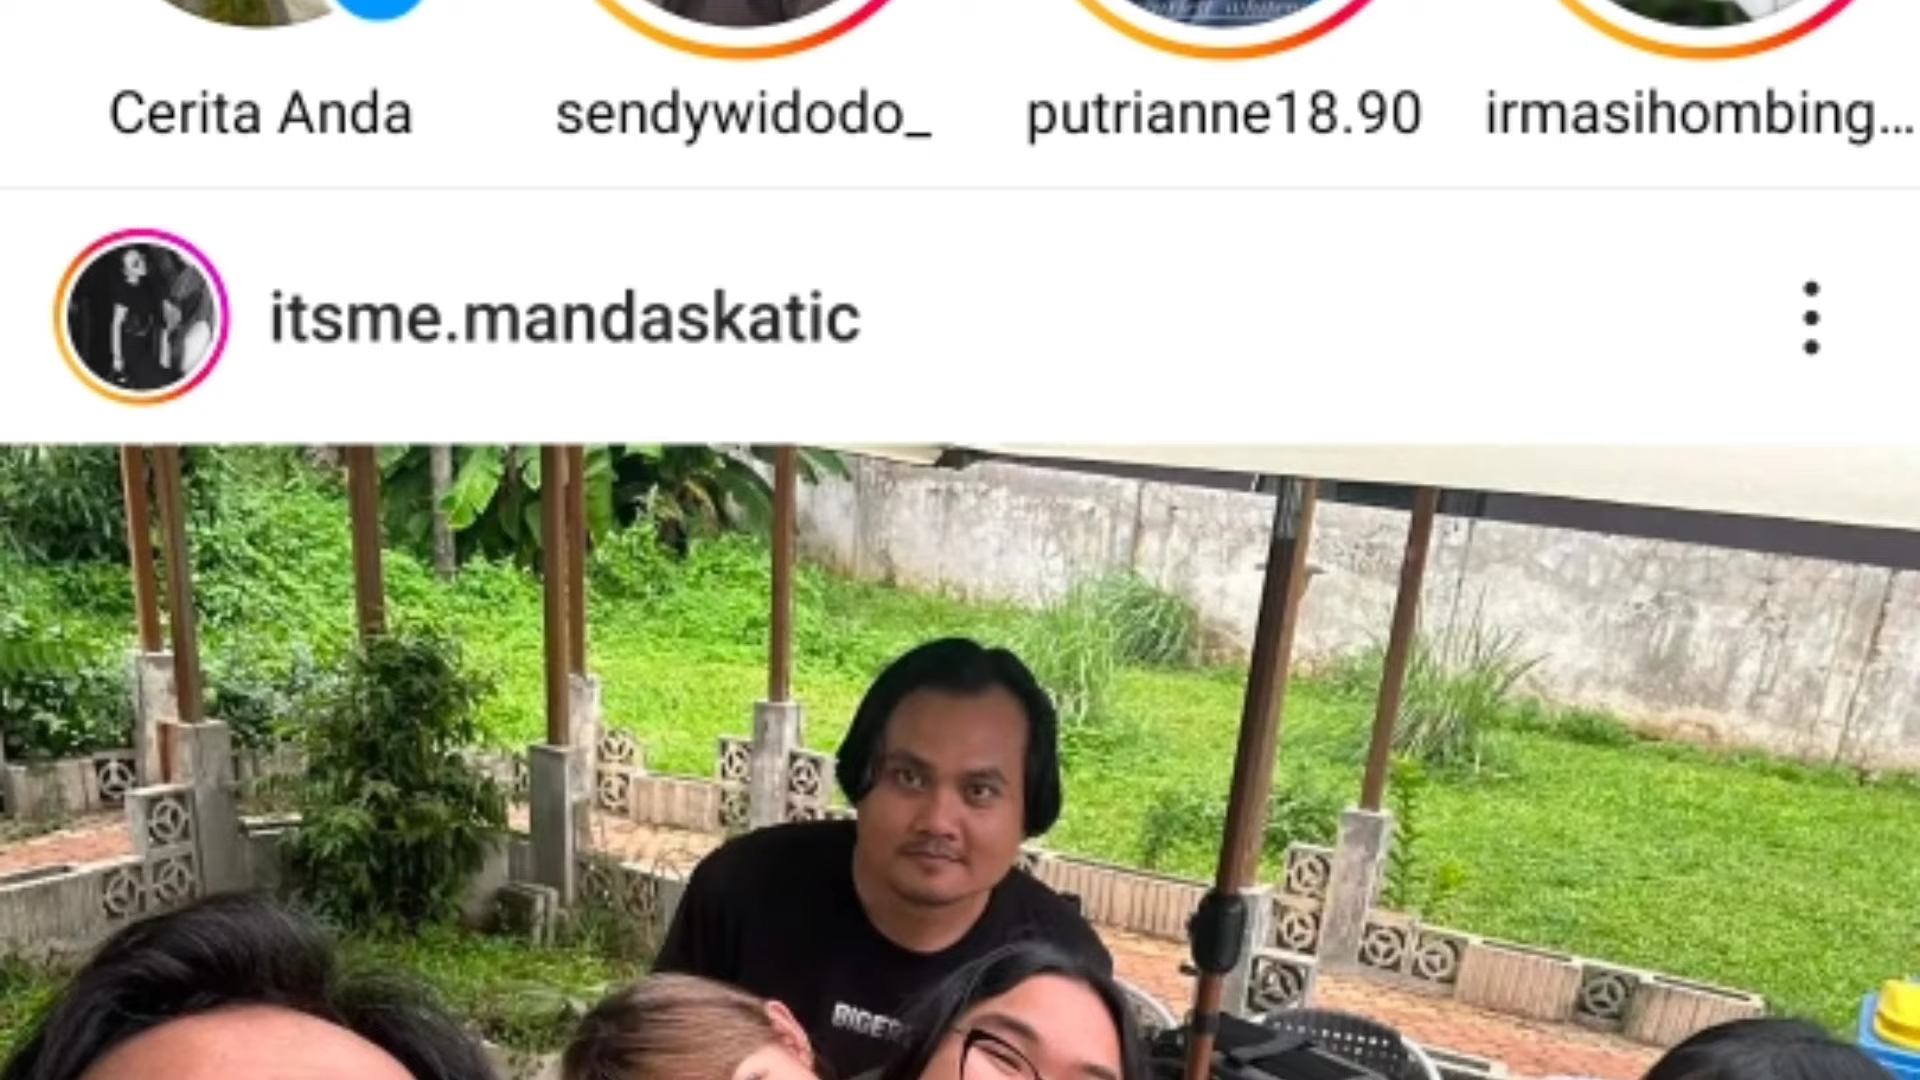 Cerita Anda
sendywidodo_
putrianne18.90
irmasihombing...
itsme.mandaskatic